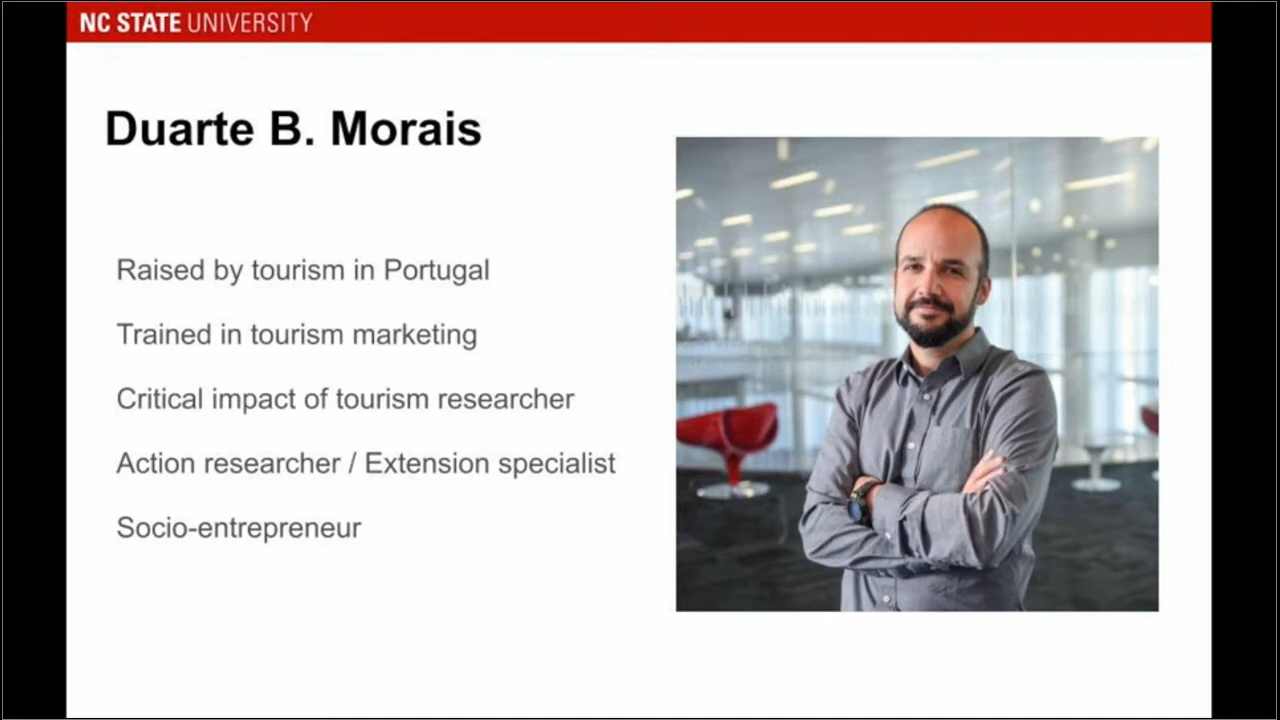 NC STATE UNIVERSITY
Duarte B. Morais
Raised by tourism in Portugal
Trained in tourism marketing
Critical impact of tourism researcher
Action researcher / Extension specialist
Socio-entrepreneur